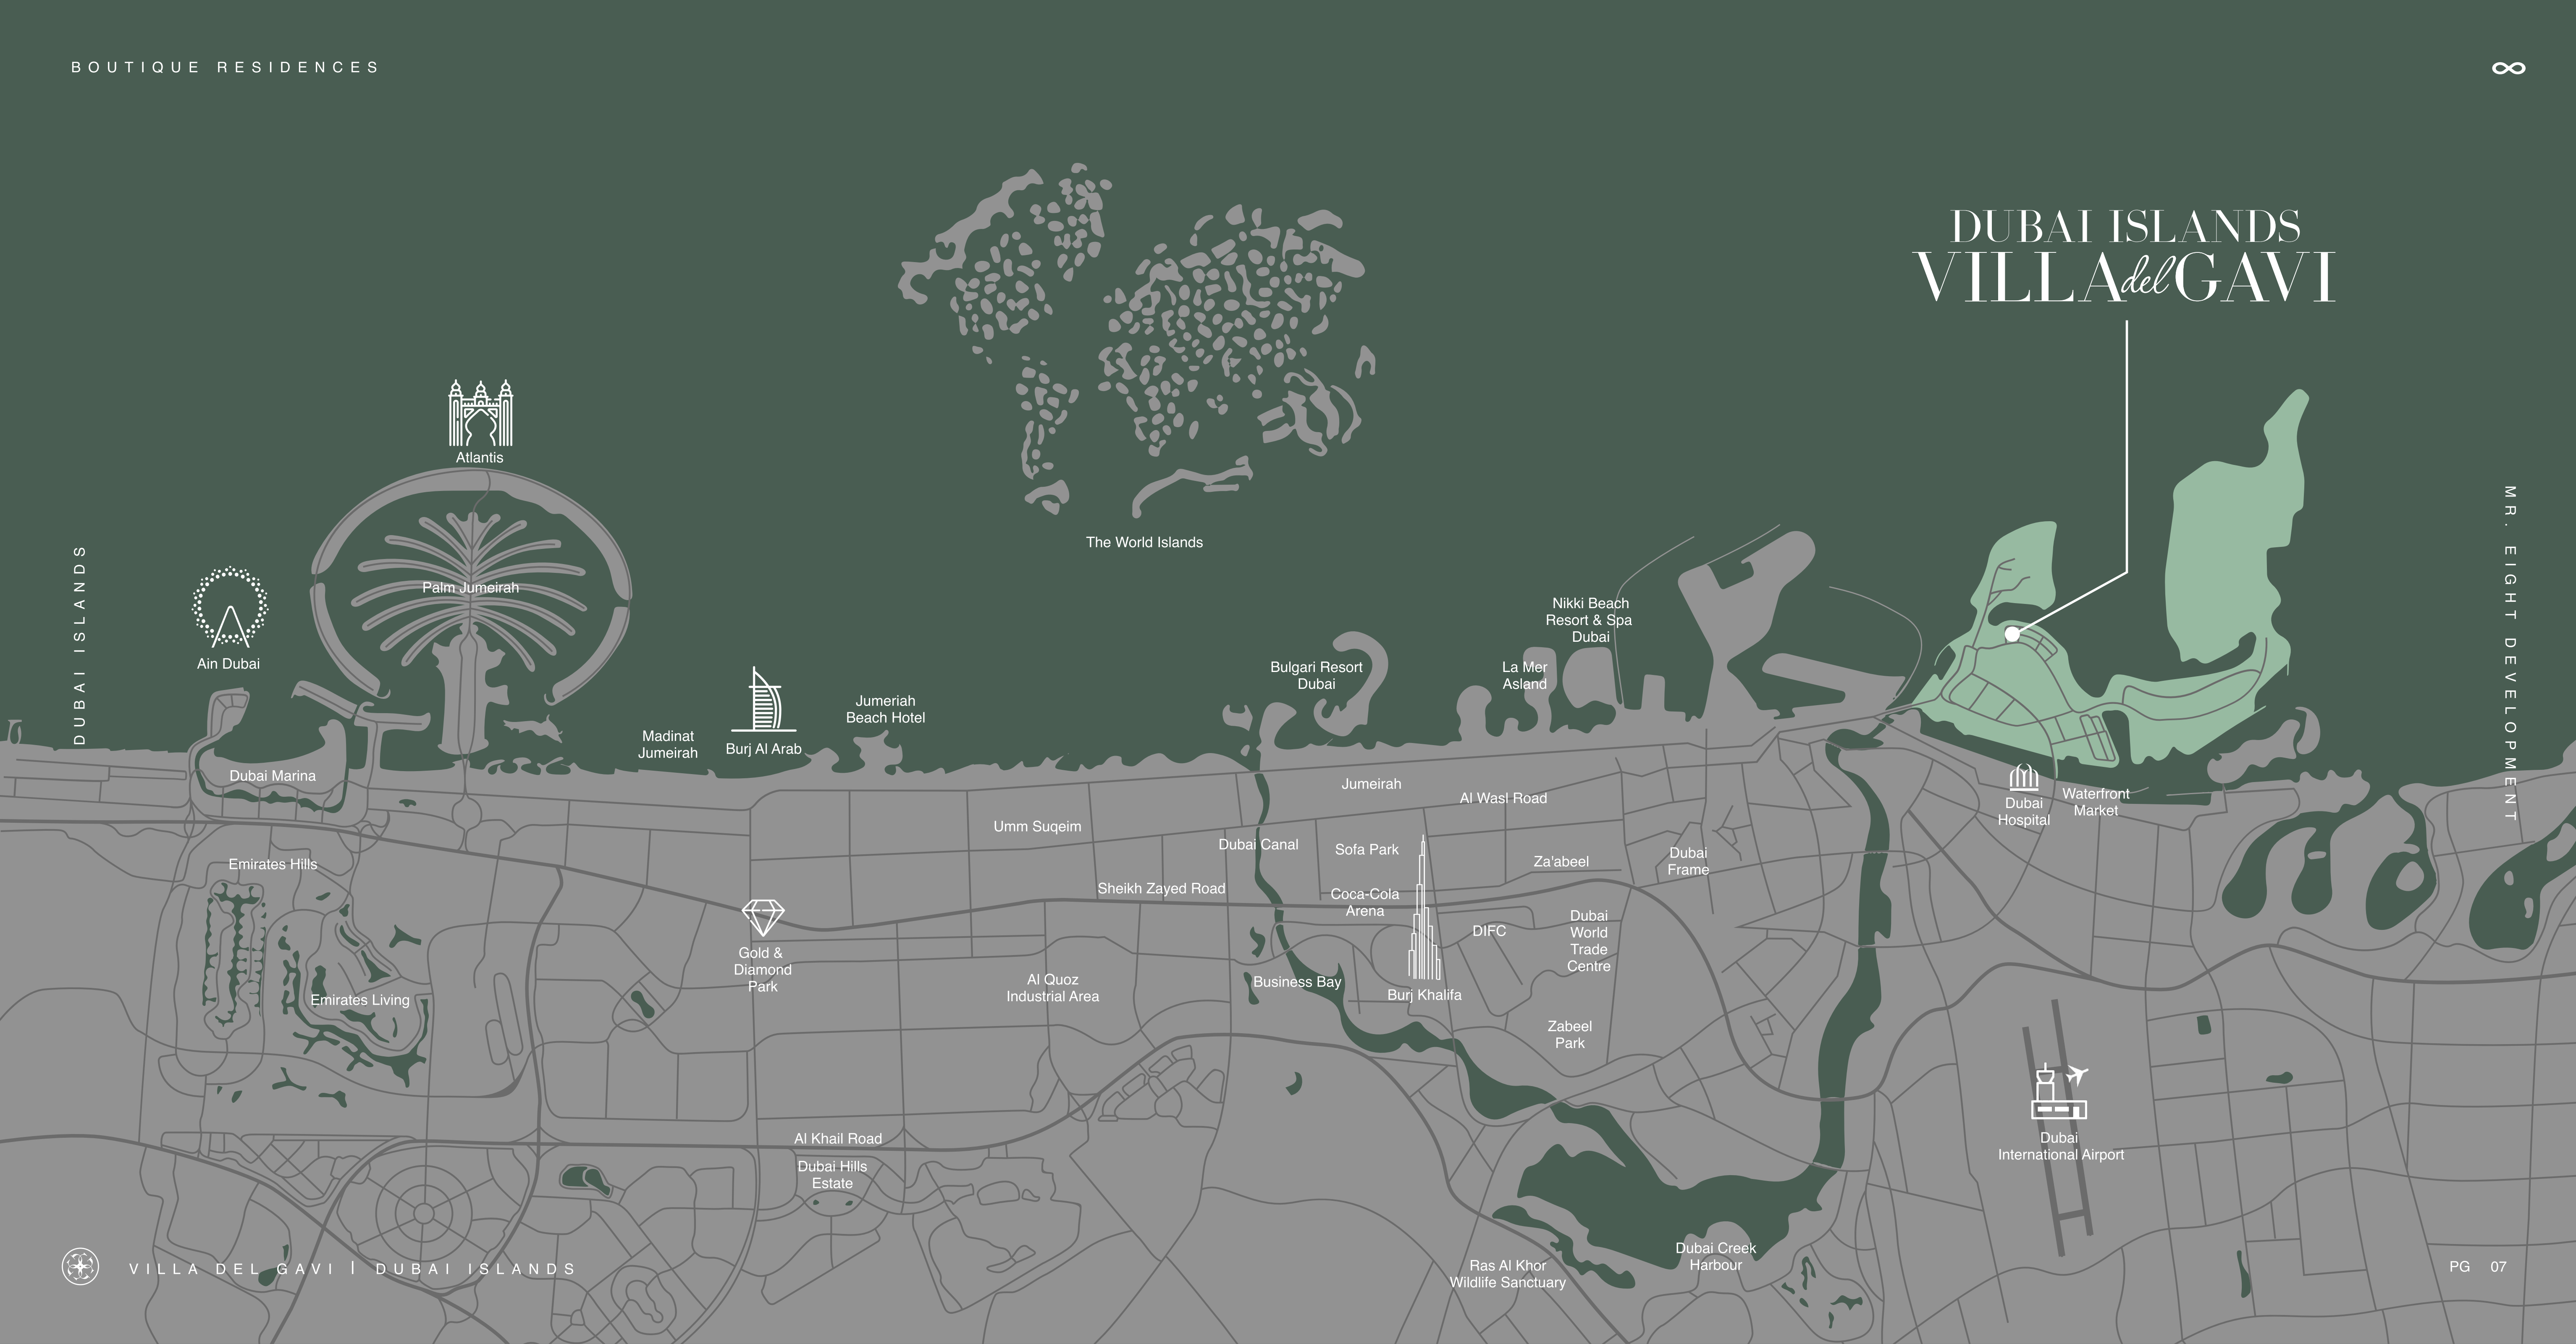 BOUTIQUE RESIDENCES
DUBAI ISLANDS
VILLA del GAVI
Atlantis
The World Islands
Palm Jumeirah
DUBAI ISLANDS
MR. EIGHT DEVELOPMENT
Ain Dubai
Nikki Beach
Resort & Spa
Dubai
Bulgari Resort
Dubai
La Mer
Asland
Jumeriah
Beach Hotel
Madinat
Jumeirah
Burj Al Arab
Dubai Marina
Jumeirah
Al Wasl Road
Dubai
Hospital
Waterfront
Market
Umm Suqeim
Dubai Canal
Sofa Park
Za'abeel
Dubai
Frame
Emirates Hills
Sheikh Zayed Road
Coca-Cola
Arena
DIFC
Dubai
World
Trade
Centre
Gold &
Diamond
Park
Al Quoz
Industrial Area
Business Bay
Burj Khalifa
Emirates Living
Zabeel
Park
Dubai
International Airport
Al Khail Road
Dubai Hills
Estate
Dubai Creek
Harbour
Ras Al Khor
Wildlife Sanctuary
VILLA DEL GAVI | DUBAI ISLANDS
PG 07